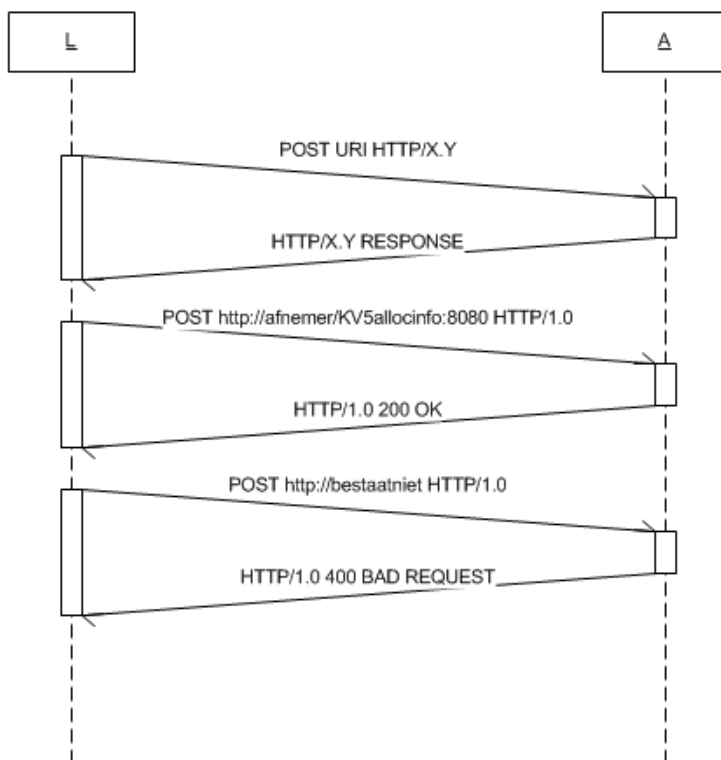 L
A
POST URI HTTP/X.Y
HTTP/X.Y RESPONSE
POST http://afnemer/KV5allocinfo:8080 HTTP/1.0
HTTP/1.0 200 OK
POST http://bestaatniet HTTP/1.0
HTTP/1.0 400 BAD REQUEST